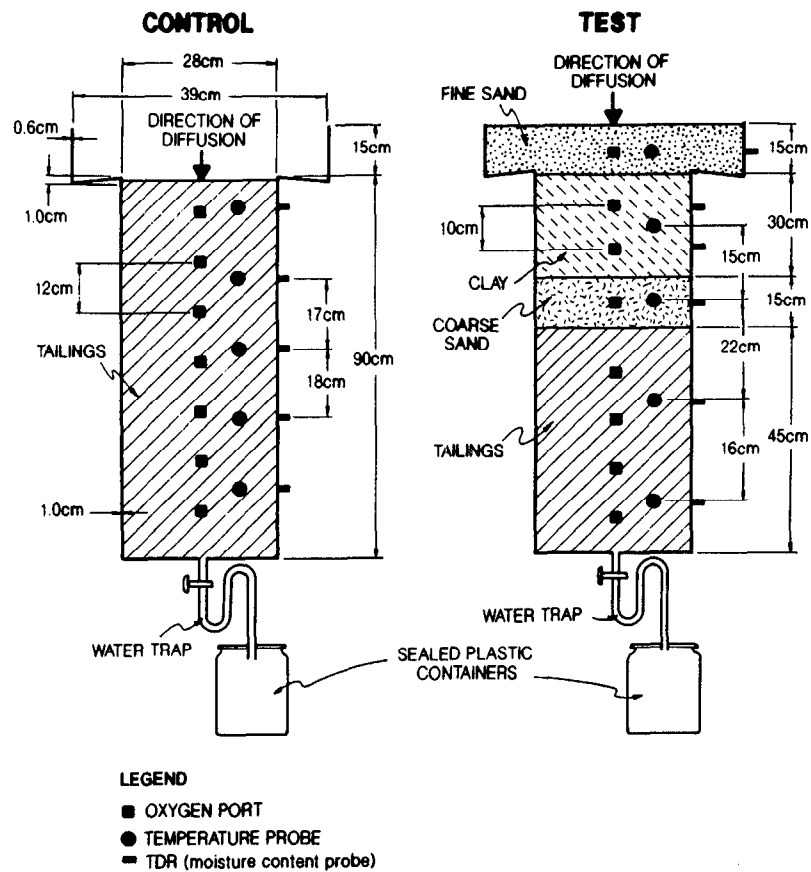 CONTROL
28cm
39cm
0.6cm
DIRECTION OF
DIFFUSION
15cm
1.0cm
12cm
17cm
TAILINGS
90cm
18cm
1.0cm
WATER TRAP
TEST
DIRECTION OF
DIFFUSION
FINE SAND
15cm
10cm
30cm
15cm
CLAY
COARSE
SAND
15cm
22cm
TAILINGS
45cm
16cm
WATER TRAP
SEALED PLASTIC
CONTAINERS
LEGEND
OXYGEN PORT
TEMPERATURE PROBE
TDR (moisture content probe)